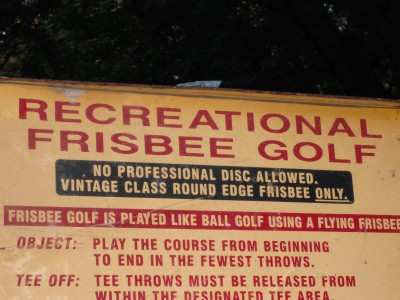 RECREATIONAL
FRISBEE GOLF
NO PROFESSIONAL DISC ALLOWED.
VINTAGE CLASS ROUND EDGE FRISBEE ONLY.
FRISBEE GOLF IS PLAYED LIKE BALL GOLF USING A FLYING FRISBEE
OBJECT: PLAY THE COURSE FROM BEGINNING
TO END IN THE FEWEST THROWS.
TEE OFF: TEE THROWS MUST BE RELEASED FROM
WITHIN THE DESIGNATED TEE AREA.